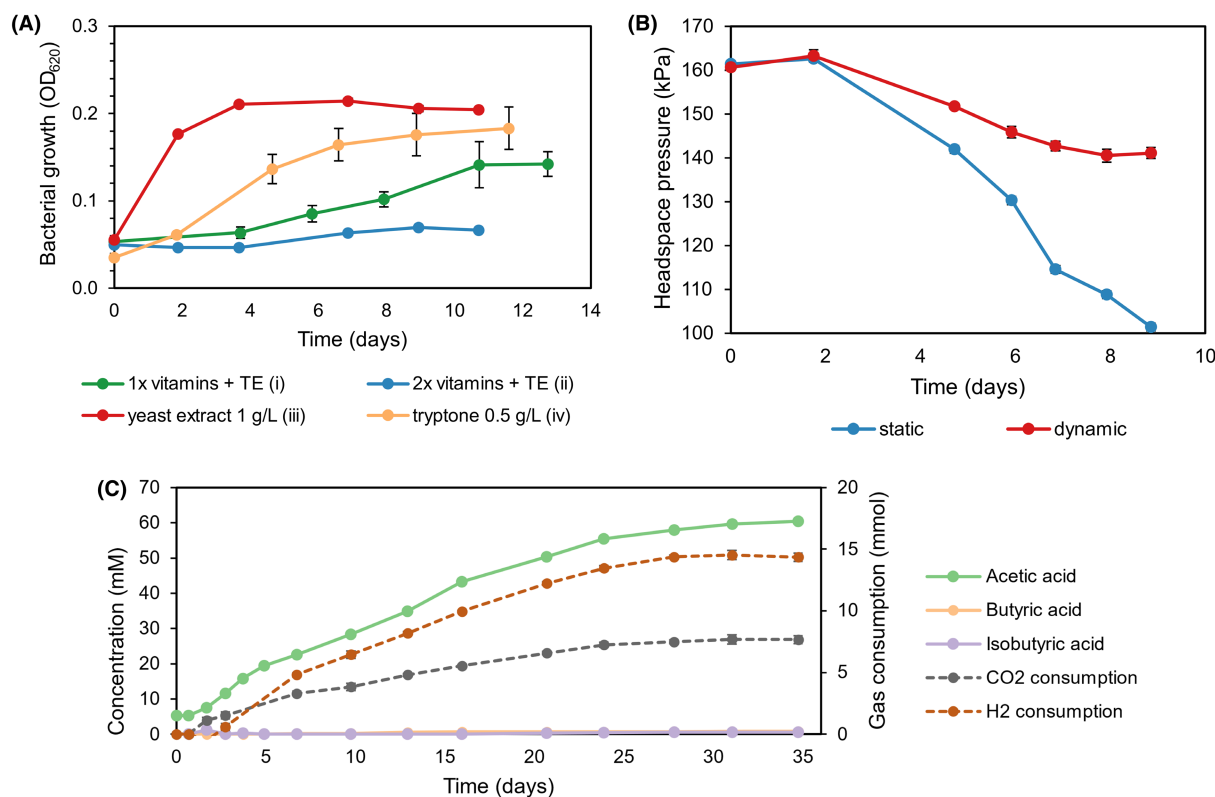 (A)
0.3
0.2
0.1
0.0
Bacterial growth (OD620)
0 2 4 6 8 10 12 14
Time (days)
1x vitamins + TE (i)
2x vitamins + TE (ii)
yeast extract 1 g/L (iii)
tryptone 0.5 g/L (iv)
(B)
170
160
150
140
130
120
110
100
Headspace pressure (kPa)
0 2 4 6 8 10
Time (days)
static
dynamic
(C)
70
60
50
40
30
20
10
0
Concentration (mM)
20
15
10
5
0
Gas consumption (mmol)
0 5 10 15 20 25 30 35
Time (days)
Acetic acid
Butyric acid
Isobutyric acid
CO2 consumption
H2 consumption